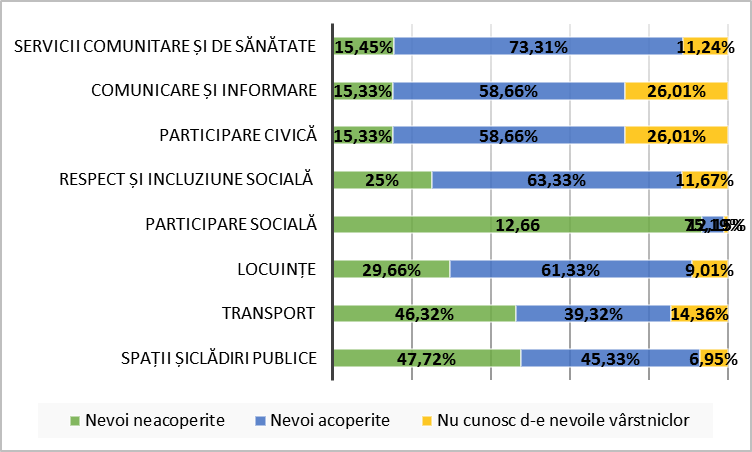 SERVICII COMUNITARE ȘI DE SĂNĂTATE 15,45% 73,31% 11,24%
COMUNICARE ȘI INFORMARE 15,33% 58,66% 26,01%
PARTICIPARE CIVICĂ 15,33% 58,66% 26,01%
RESPECT ȘI INCLUZIUNE SOCIALĂ 25% 63,33% 11,67%
PARTICIPARE SOCIALĂ 12,66
LOCUINȚE 29,66% 61,33% 9,01%
TRANSPORT 46,32% 39,32% 14,36%
SPAȚII ȘICLĂDIRI PUBLICE 47,72% 45,33% 6,95%
Nevoi neacoperite Nevoi acoperite Nu cunosc d-e nevoile vârstniclor